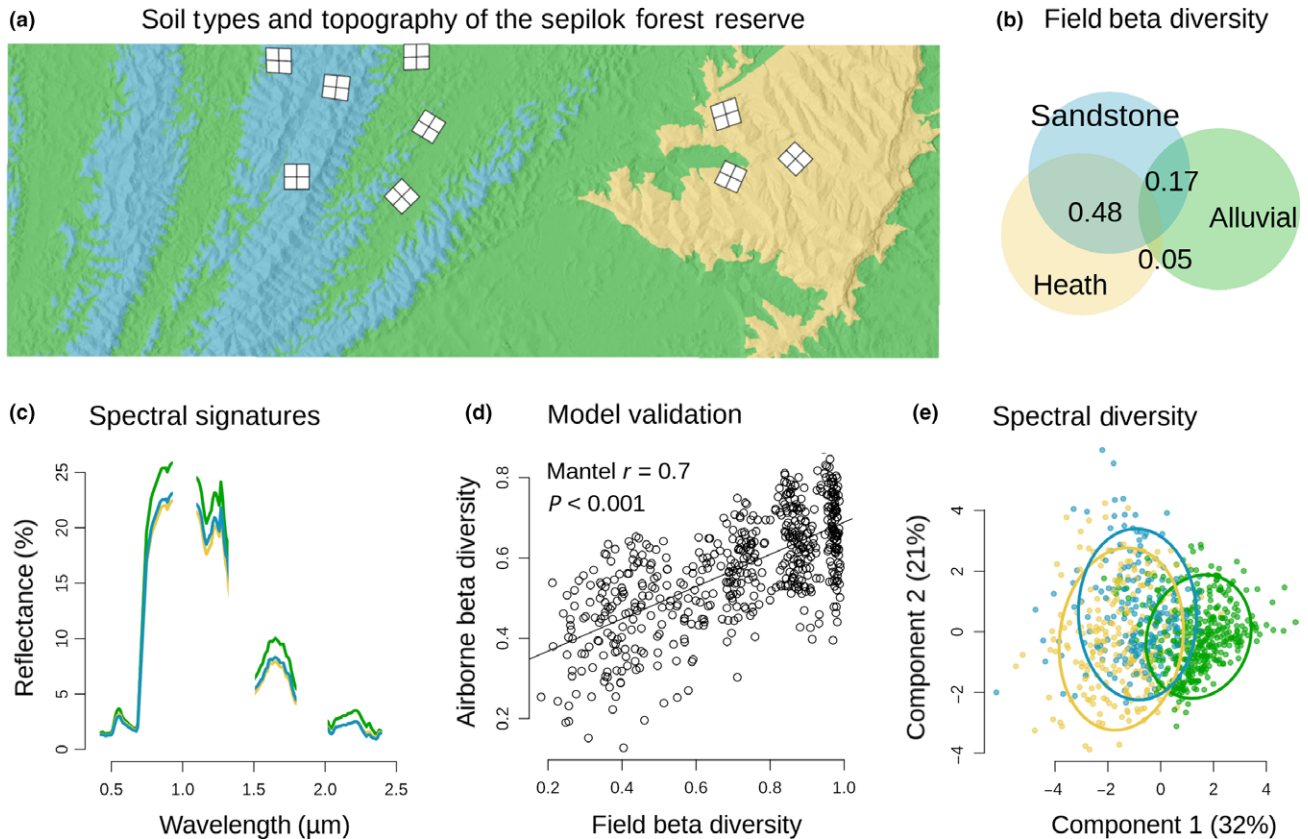 (a) Soil types and topography of the sepilok forest reserve
(b) Field beta diversity
Sandstone
0.17
0.48
Alluvial
0.05
Heath
(c) Spectral signatures
Reflectance (%)
25
20
15
10
5
0
0.5 1.0 1.5 2.0 2.5
Wavelength (µm)
(d) Model validation
Mantel r = 0.7
P < 0.001
Airborne beta diversity
0.8
0.6
0.4
0.2
0.2 0.4 0.6 0.8 1.0
Field beta diversity
(e) Spectral diversity
Component 2 (21%)
4
2
0
−2
−4
−4 −2 0 2 4
Component 1 (32%)